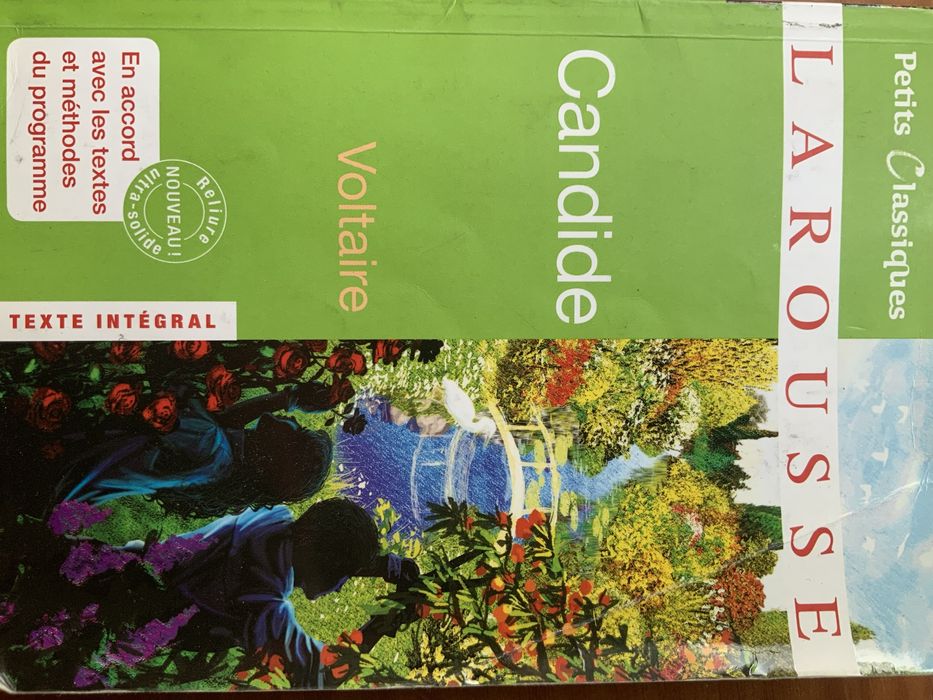 Petits Classiques
LAROUSSE
Candide
Voltaire
Reliure
NOUVEAU !
ultra-solide
En accord
avec les textes
et méthodes
du programme
TEXTE INTÉGRAL